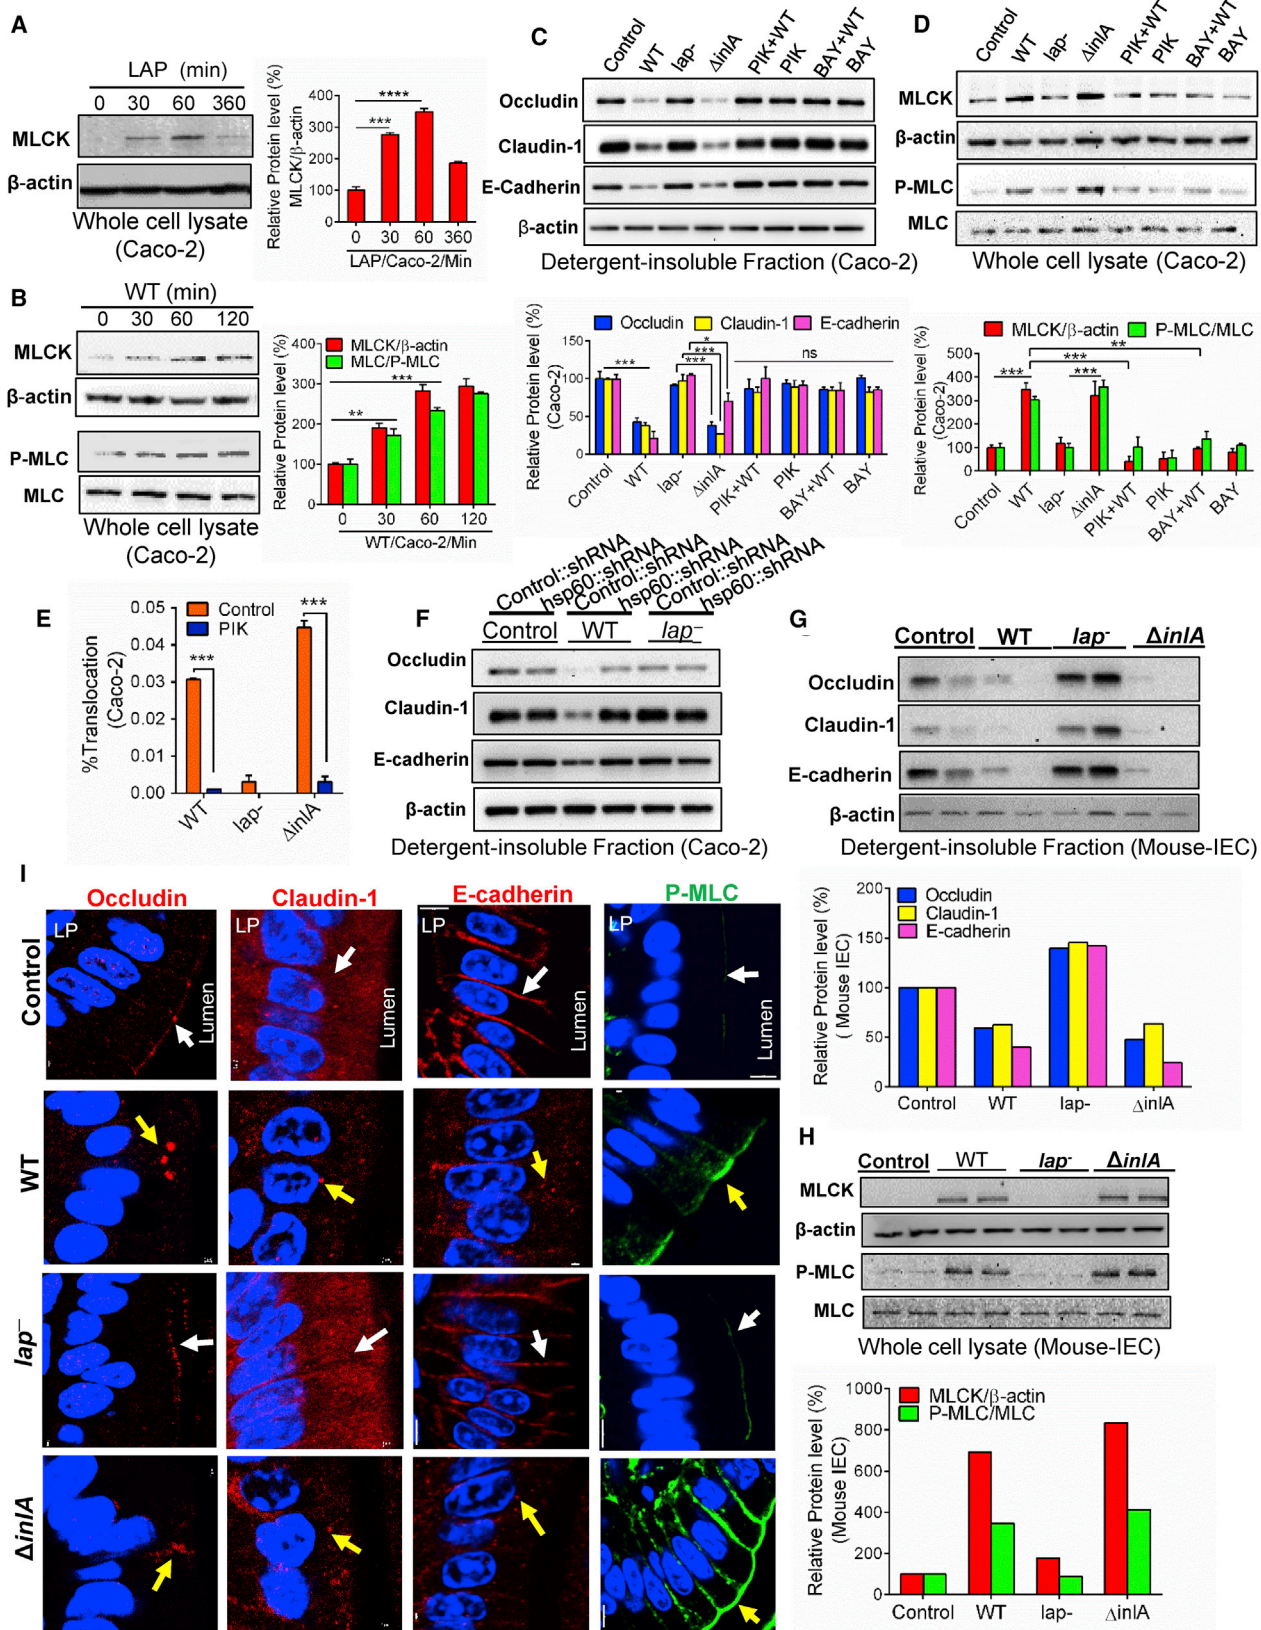 A
LAP (min)
0 30 60 360
MLCK
β-actin
Whole cell lysate
(Caco-2)
Relative Protein level (%)
MLCK/β-actin
400
300
200
100
0
****
***
0 30 60 360
LAP/Caco-2/Min
B
WT (min)
0 30 60 120
MLCK
β-actin
P-MLC
MLC
Whole cell lysate
(Caco-2)
Relative Protein level (%)
400
300
200
100
0
MLCK/β-actin
MLC/P-MLC
***
**
0 30 60 120
WT/Caco-2/Min
C
Control WT lap- ΔinlA PIK+WT PIK BAY+WT BAY
Occludin
Claudin-1
E-Cadherin
β-actin
Detergent-insoluble Fraction (Caco-2)
Relative Protein level (%)
(Caco-2)
150
100
50
0
Occludin Claudin-1 E-cadherin
***
*
***
***
ns
Control WT lap- ΔinlA PIK+WT PIK BAY+WT BAY
D
Control WT lap- ΔinlA PIK+WT PIK BAY+WT BAY
MLCK
β-actin
P-MLC
MLC
Whole cell lysate (Caco-2)
Relative Protein level (%)
(Caco-2)
500
400
300
200
100
0
MLCK/β-actin P-MLC/MLC
**
***
*** ***
Control WT lap- ΔinlA PIK+WT PIK BAY+WT BAY
E
%Translocation
(Caco-2)
0.05
0.04
0.03
0.02
0.01
0.00
Control
PIK
***
***
WT lap- ΔinlA
F
Control::shRNA hsp60::shRNA Control::shRNA hsp60::shRNA Control::shRNA hsp60::shRNA
Control WT lap–
Occludin
Claudin-1
E-cadherin
β-actin
Detergent-insoluble Fraction (Caco-2)
G
Control WT lap- ΔinlA
Occludin
Claudin-1
E-cadherin
β-actin
Detergent-insoluble Fraction (Mouse-IEC)
Relative Protein level (%)
( Mouse IEC)
200
150
100
50
0
Occludin
Claudin-1
E-cadherin
Control WT lap- ΔinlA
H
Control WT lap- ΔinlA
MLCK
β-actin
P-MLC
MLC
Whole cell lysate (Mouse-IEC)
Relative Protein level (%)
(Mouse IEC)
1000
800
600
400
200
0
MLCK/β-actin
P-MLC/MLC
Control WT lap- ΔinlA
I
Occludin Claudin-1 E-cadherin P-MLC
Control
LP Lumen
LP Lumen
LP Lumen
LP Lumen
WT
lap–
ΔinlA